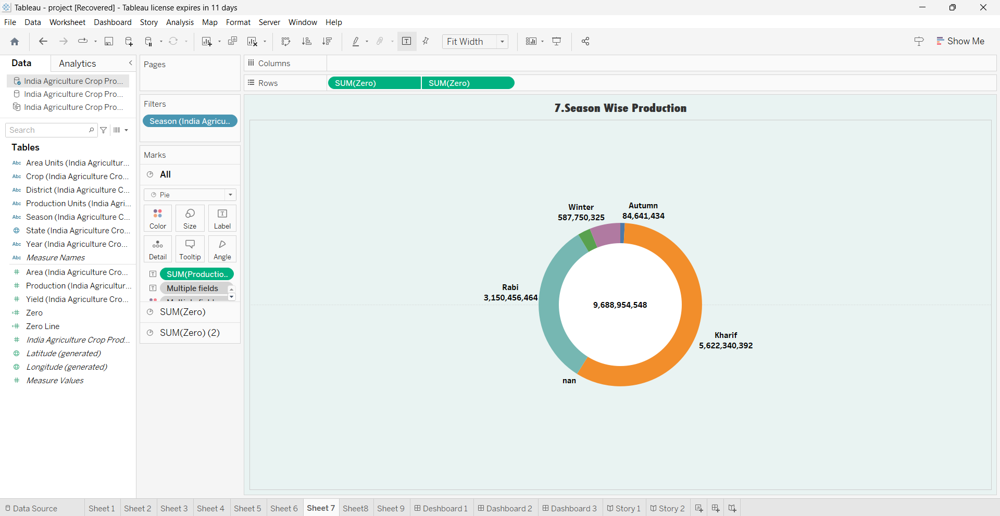 Tableau - project [Recovered] - Tableau license expires in 11 days
File Data Worksheet Dashboard Story Analysis Map Format Server Window Help
Fit Width
Show Me
Data Analytics
India Agriculture Crop Pro...
India Agriculture Crop Pro...
India Agriculture Crop Pro...
Search
Tables
Abc Area Units (India Agricultur...
Abc Crop (India Agriculture Cro...
Abc District (India Agriculture C...
Abc Production Units (India Agri...
Abc Season (India Agriculture C...
State (India Agriculture Cro...
Abc Year (India Agriculture Cro...
Abc Measure Names
# Area (India Agriculture Cro...
# Production (India Agricultur...
# Yield (India Agriculture Cro...
=# Zero
=# Zero Line
# India Agriculture Crop Prod...
Latitude (generated)
Longitude (generated)
# Measure Values
Pages
Filters
Season (India Agricu..
Marks
All
Pie
Color Size Label
Detail Tooltip Angle
SUM(Productio..
Multiple fields
SUM(Zero)
SUM(Zero) (2)
Columns
Rows SUM(Zero) SUM(Zero)
7.Season Wise Production
Winter
587,750,325
Autumn
84,641,434
Rabi
3,150,456,464
9,688,954,548
Kharif
5,622,340,392
nan
Data Source Sheet 1 Sheet 2 Sheet 3 Sheet 4 Sheet 5 Sheet 6 Sheet 7 Sheet8 Sheet 9 Deshboard 1 Dashboard 2 Dashboard 3 Story 1 Story 2